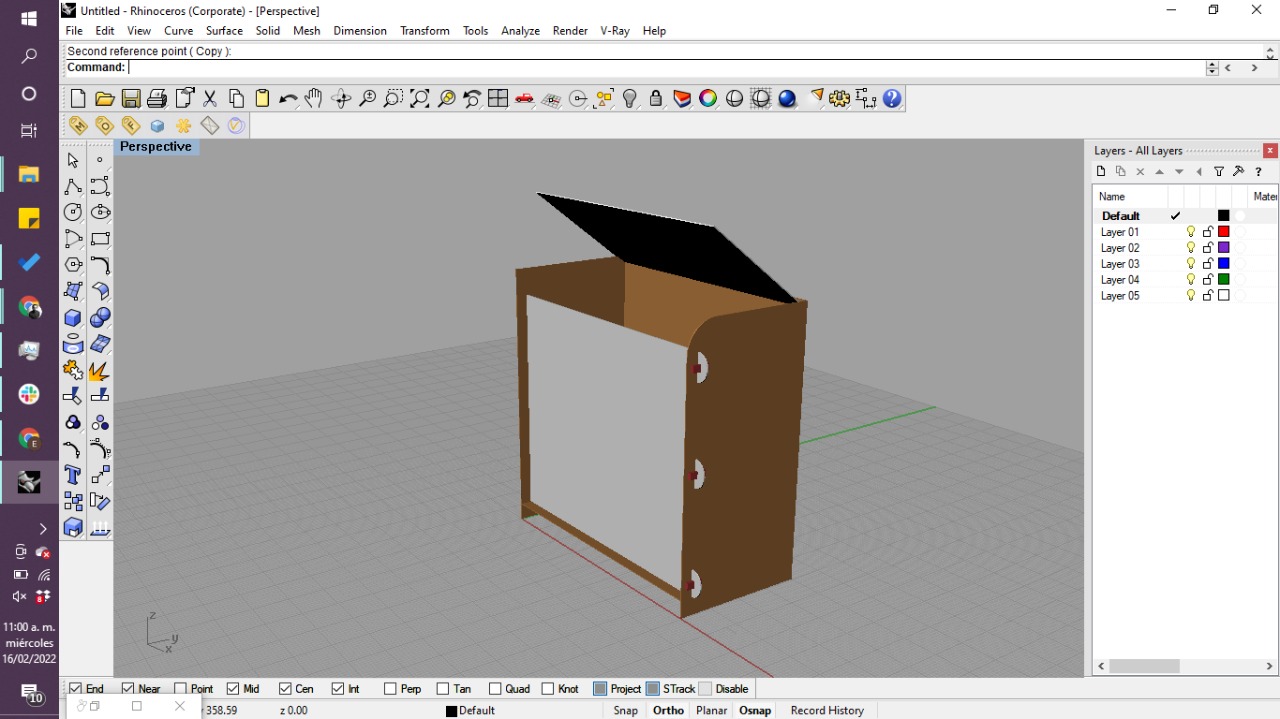 Untitled - Rhinoceros (Corporate) - [Perspective]
File Edit View Curve Surface Solid Mesh Dimension Transform Tools Analyze Render V-Ray Help
Second reference point ( Copy ):
Command:
Perspective
Layers - All Layers
Name Mater
Default
Layer 01
Layer 02
Layer 03
Layer 04
Layer 05
z
y
x
11:00 a. m.
miércoles
16/02/2022
10
8
End Near Point Mid Cen Int Perp Tan Quad Knot Project STrack Disable
358.59 z 0.00 Default Snap Ortho Planar Osnap Record History